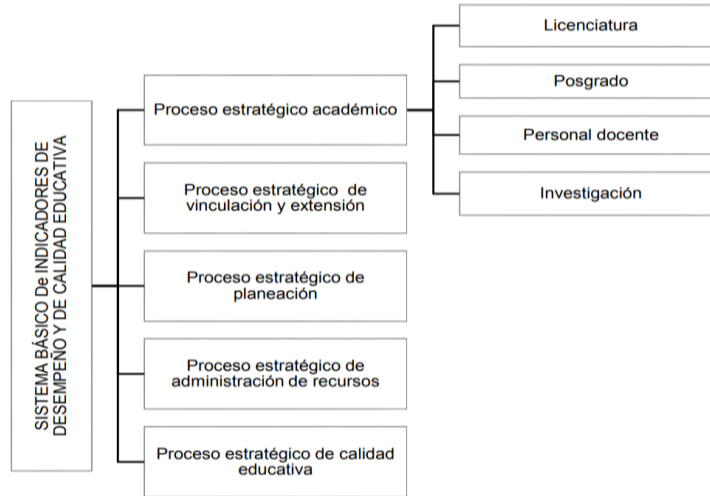 SISTEMA BÁSICO De INDICADORES DE
DESEMPEÑO Y DE CALIDAD EDUCATIVA
Proceso estratégico académico
Licenciatura
Posgrado
Personal docente
Investigación
Proceso estratégico de
vinculación y extensión
Proceso estratégico de
planeación
Proceso estratégico de
administración de recursos
Proceso estratégico de calidad
educativa